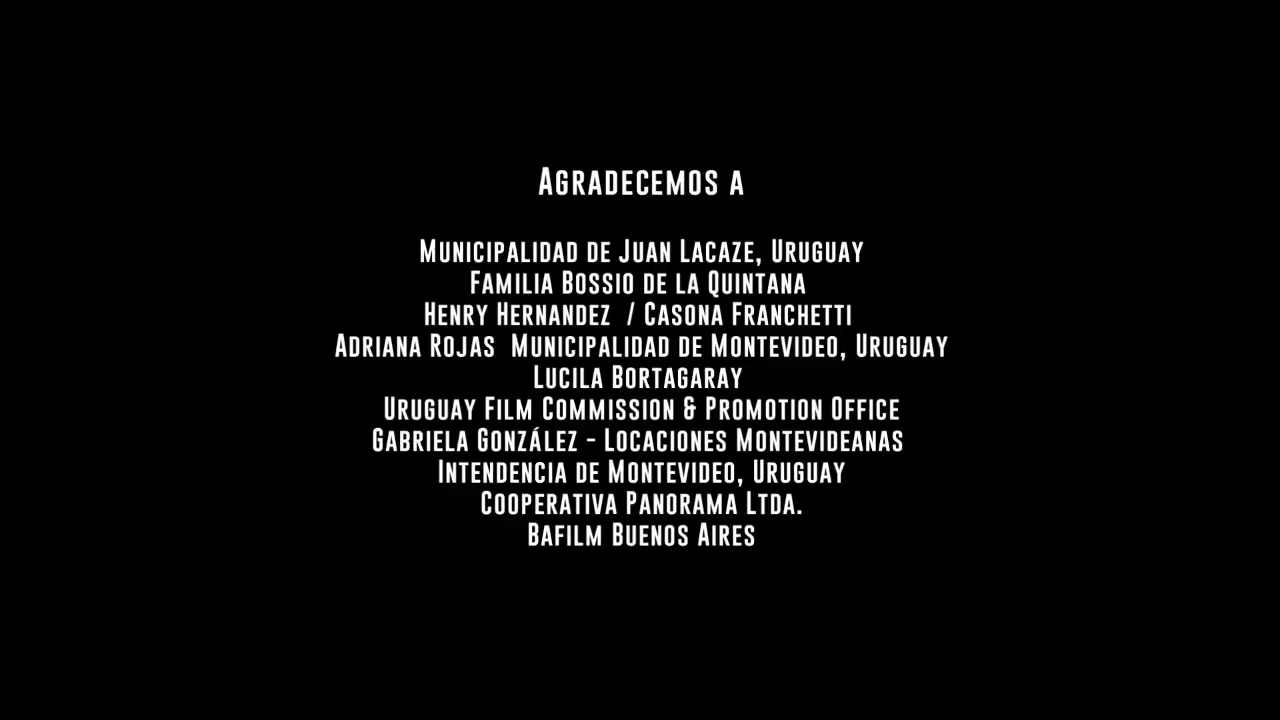 Agradecemos a
Municipalidad de Juan Lacaze, Uruguay
Familia Bossio de la Quintana
Henry Hernandez  / Casona Franchetti
Adriana Rojas  Municipalidad de Montevideo, Uruguay
Lucila Bortagaray
Uruguay Film Commission & Promotion Office
Gabriela González - Locaciones Montevideanas
Intendencia de Montevideo, Uruguay
Cooperativa Panorama Ltda.
Bafilm Buenos Aires